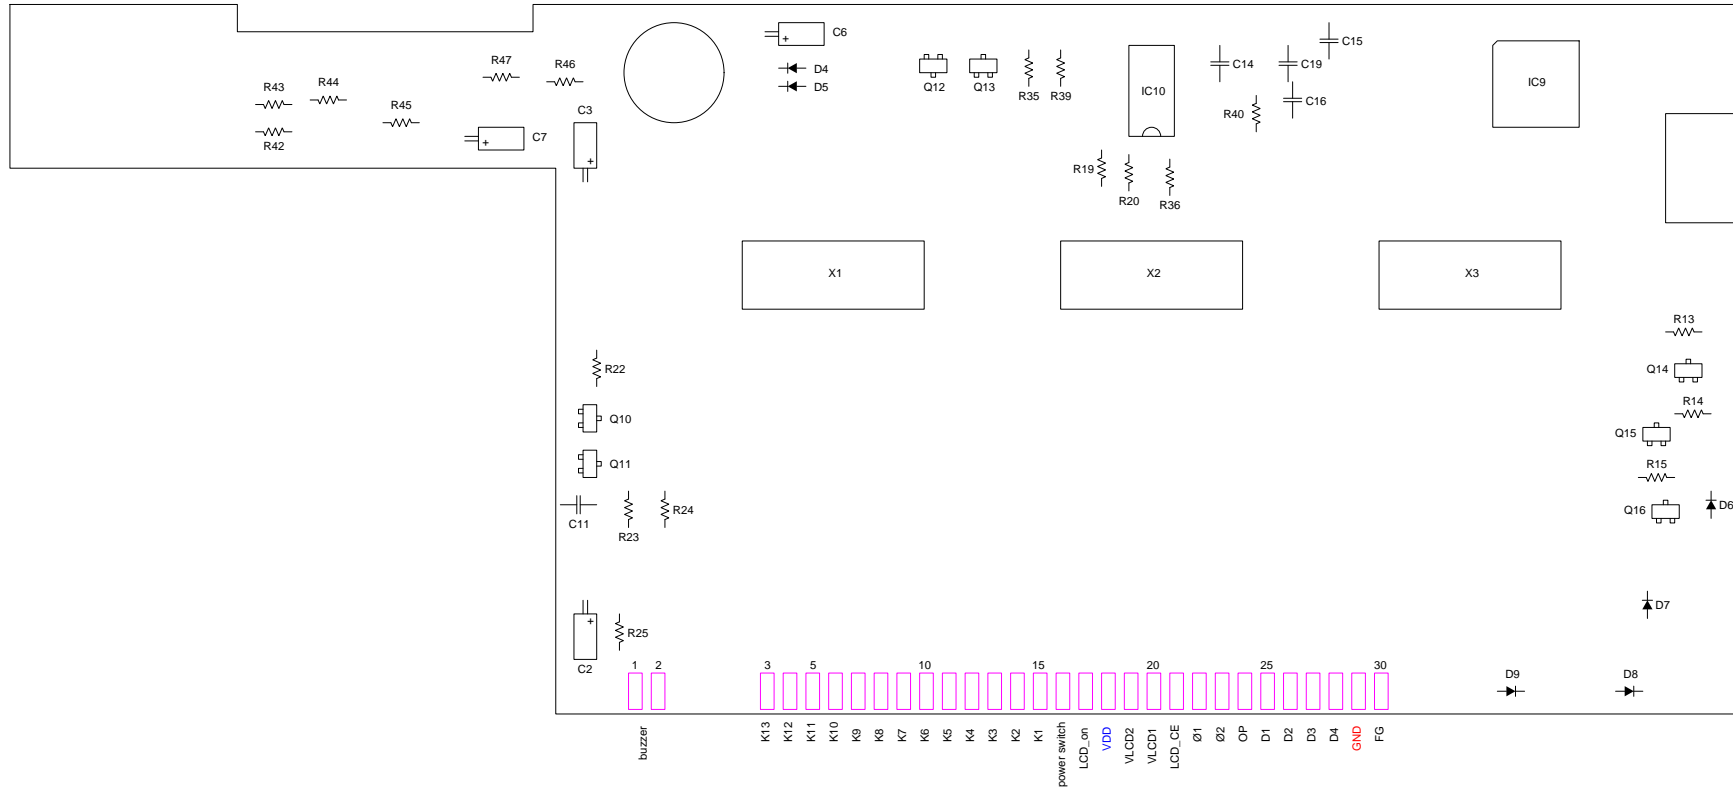 C6
C15
R47
R46
D4
Q12
Q13
R35
R39
IC10
C14
C19
IC9
R43
R44
R45
C3
D5
C16
R40
R42
C7
R19
R20
R36
X1
X2
X3
R13
R22
Q14
R14
Q10
Q15
Q11
R15
C11
R23
R24
Q16
D6
D7
R25
C2
1 2 3 5 10 15 20 25 30
D9
D8
buzzer
K13
K12
K11
K10
K9
K8
K7
K6
K5
K4
K3
K2
K1
power switch
LCD_on
VDD
VLCD2
VLCD1
LCD_CE
Ø1
Ø2
OP
D1
D2
D3
D4
GND
FG
+
+
+
+